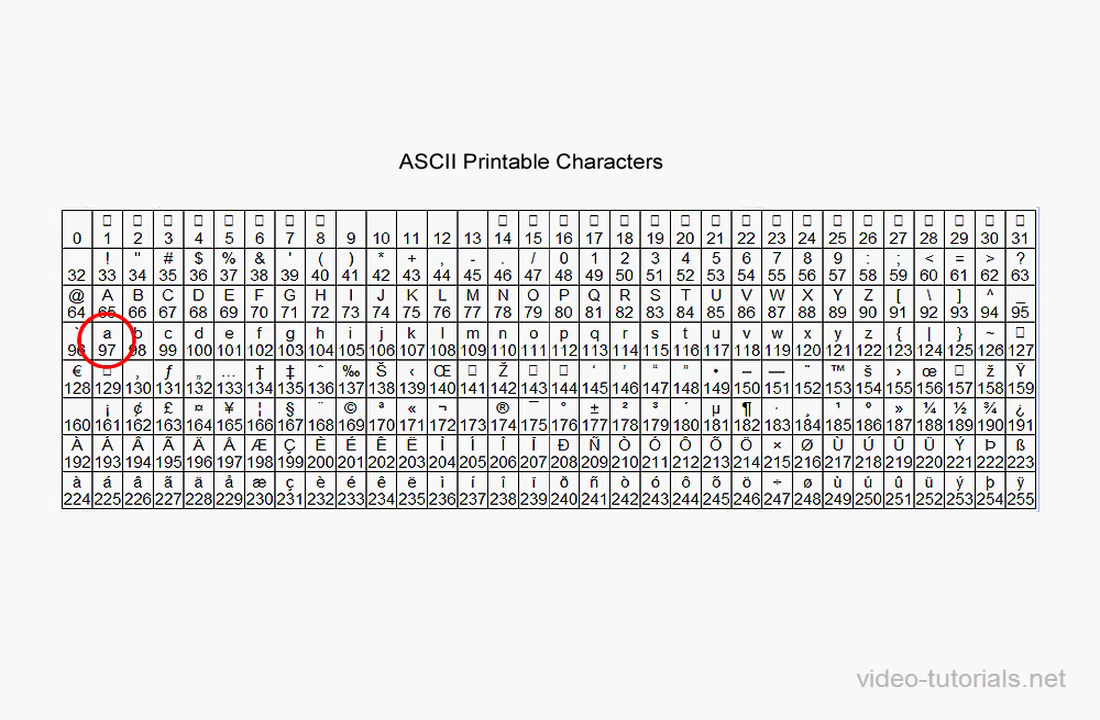 ASCII Printable Characters
□ □ □ □ □ □ □ □ □ □ □ □ □ □ □ □ □ □ □ □ □ □ □ □ □ □
0 1 2 3 4 5 6 7 8 9 10 11 12 13 14 15 16 17 18 19 20 21 22 23 24 25 26 27 28 29 30 31
! " # $ % & ' ( ) * + , - . / 0 1 2 3 4 5 6 7 8 9 : ; < = > ?
32 33 34 35 36 37 38 39 40 41 42 43 44 45 46 47 48 49 50 51 52 53 54 55 56 57 58 59 60 61 62 63
@ A B C D E F G H I J K L M N O P Q R S T U V W X Y Z [ \ ] ^ _
64 65 66 67 68 69 70 71 72 73 74 75 76 77 78 79 80 81 82 83 84 85 86 87 88 89 90 91 92 93 94 95
` a b c d e f g h i j k l m n o p q r s t u v w x y z { | } ~ □
96 97 98 99 100 101 102 103 104 105 106 107 108 109 110 111 112 113 114 115 116 117 118 119 120 121 122 123 124 125 126 127
€ □ ‚ ƒ „ … † ‡ ˆ ‰ Š ‹ Œ □ Ž □ □ ‘ ’ “ ” • – — ˜ ™ š › œ □ ž Ÿ
128 129 130 131 132 133 134 135 136 137 138 139 140 141 142 143 144 145 146 147 148 149 150 151 152 153 154 155 156 157 158 159
¡ ¢ £ ¤ ¥ ¦ § ¨ © ª « ¬ ® ¯ ° ± ² ³ ´ µ ¶ · ¸ ¹ º » ¼ ½ ¾ ¿
160 161 162 163 164 165 166 167 168 169 170 171 172 173 174 175 176 177 178 179 180 181 182 183 184 185 186 187 188 189 190 191
À Á Â Ã Ä Å Æ Ç È É Ê Ë Ì Í Î Ï Ð Ñ Ò Ó Ô Õ Ö × Ø Ù Ú Û Ü Ý Þ ß
192 193 194 195 196 197 198 199 200 201 202 203 204 205 206 207 208 209 210 211 212 213 214 215 216 217 218 219 220 221 222 223
à á â ã ä å æ ç è é ê ë ì í î ï ð ñ ò ó ô õ ö ÷ ø ù ú û ü ý þ ÿ
224 225 226 227 228 229 230 231 232 233 234 235 236 237 238 239 240 241 242 243 244 245 246 247 248 249 250 251 252 253 254 255
video-tutorials.net